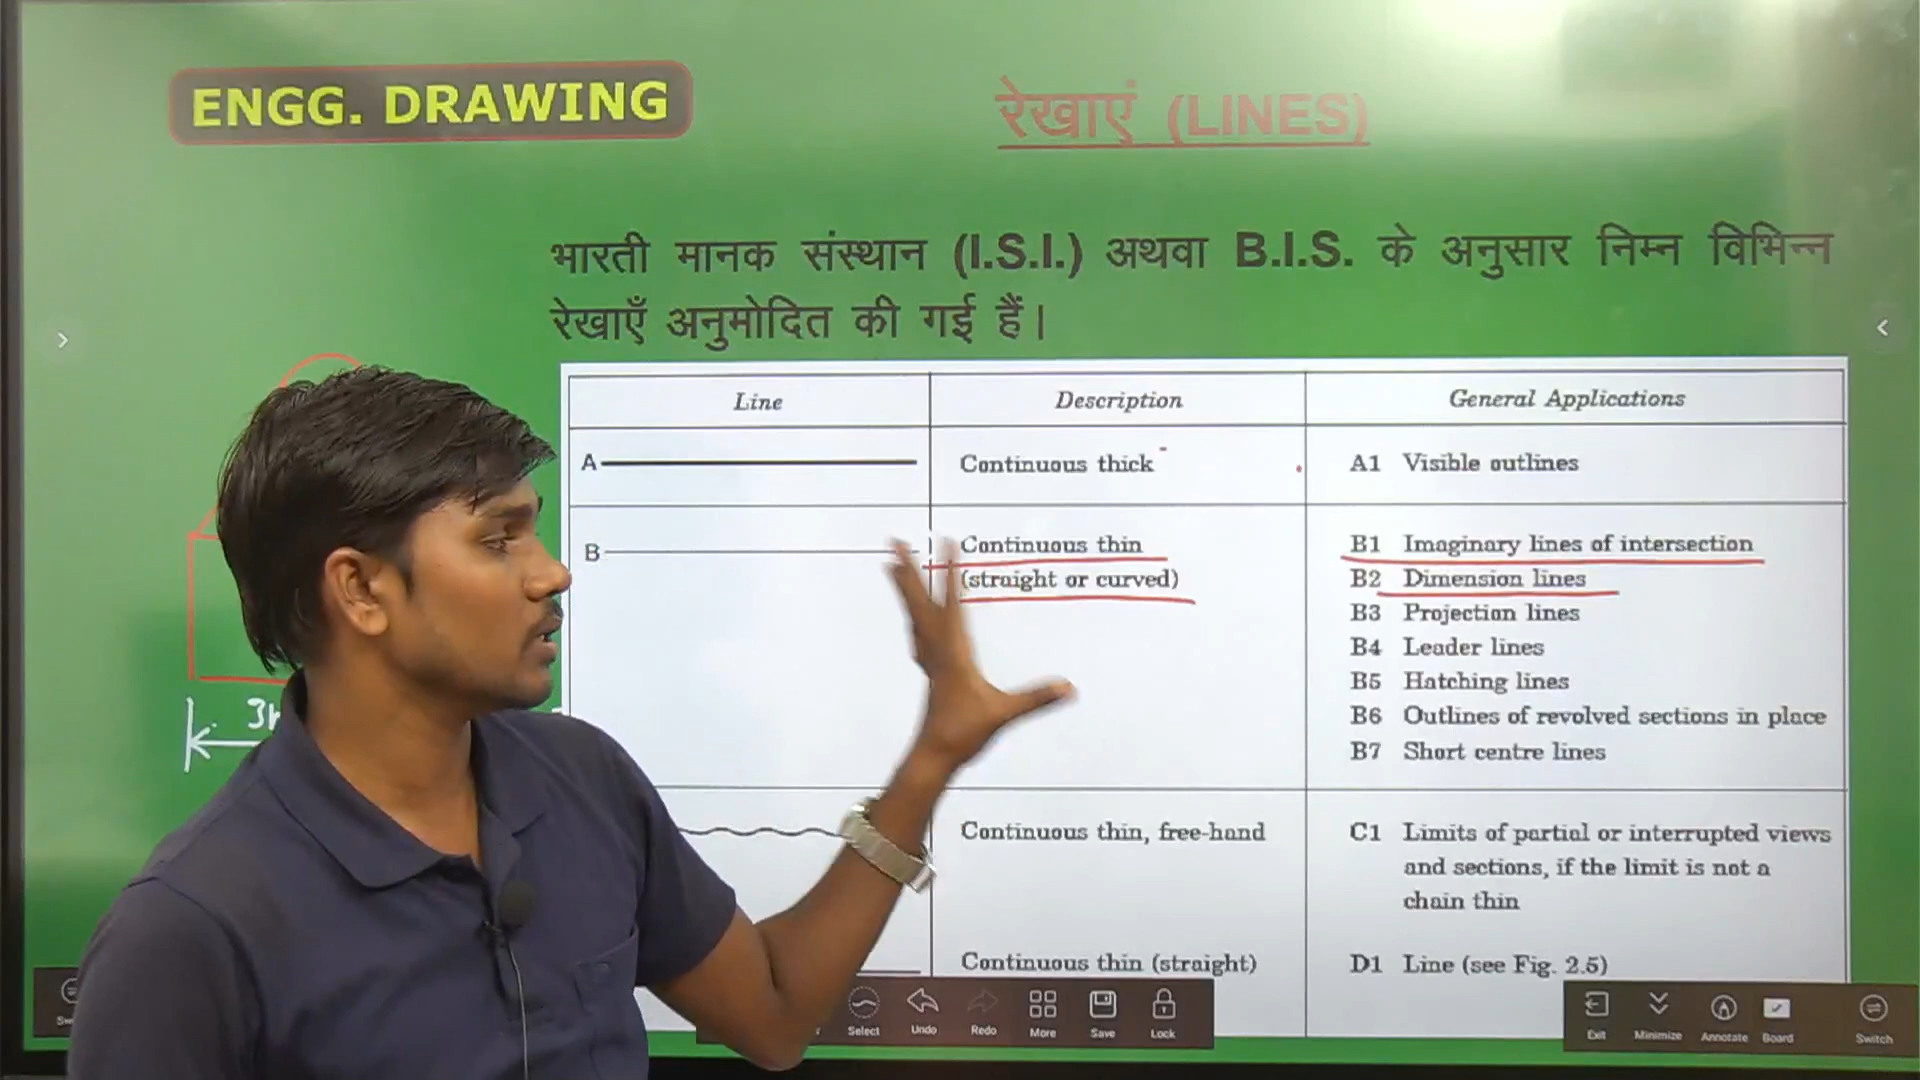 ENGG. DRAWING
रेखाएं (LINES)
भारती मानक संस्थान (I.S.I.) अथवा B.I.S. के अनुसार निम्न विभिन्न
रेखाएँ अनुमोदित की गई हैं।
Line Description General Applications
A Continuous thick A1 Visible outlines
B Continuous thin B1 Imaginary lines of intersection
(straight or curved) B2 Dimension lines
B3 Projection lines
B4 Leader lines
B5 Hatching lines
B6 Outlines of revolved sections in place
B7 Short centre lines
Continuous thin, free-hand C1 Limits of partial or interrupted views
and sections, if the limit is not a
chain thin
Continuous thin (straight) D1 Line (see Fig. 2.5)
Select Undo Redo More Save Lock
Exit Minimize Annotate Board Switch